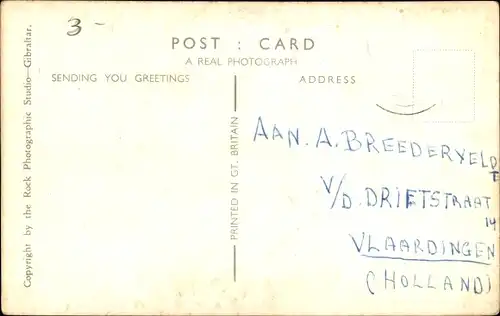 3-
POST : CARD
A REAL PHOTOGRAPH
SENDING YOU GREETINGS
ADDRESS
Copyright by the Rock Photographic Studio—Gibraltar.
PRINTED IN GT. BRITAIN
AAN. A. BREEDERVELD
T
V/D. DRIETSTRAAT
14
VLAARDINGEN
(HOLLAND)